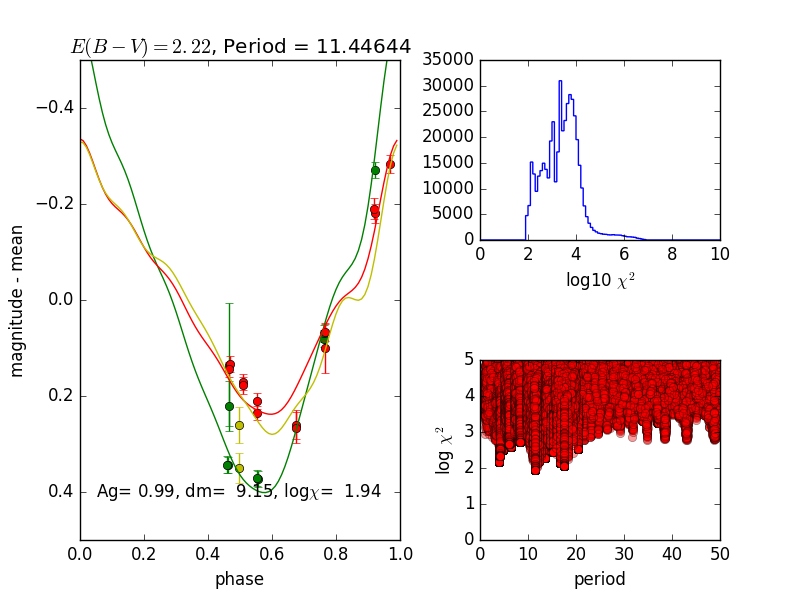 E(B−V)=2.22, Period = 11.44644
magnitude - mean
−0.4
−0.2
0.0
0.2
0.4
Ag= 0.99, dm= 9.15, logχ= 1.94
0.0 0.2 0.4 0.6 0.8 1.0
phase
35000
30000
25000
20000
15000
10000
5000
0
0 2 4 6 8 10
log10 χ²
log χ²
5
4
3
2
1
0
0 10 20 30 40 50
period